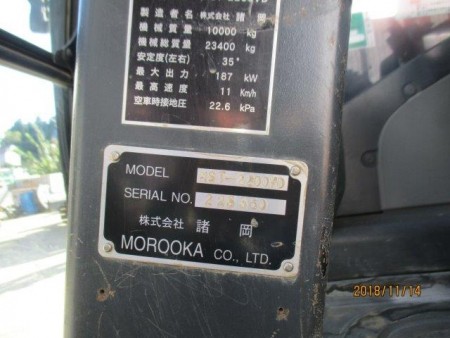 製造者名 株式会社 諸岡
機械質量 10000 kg
機械総質量 23400 kg
安定度(左右) 35°
最大出力 187 kW
最高速度 11 Km/h
空車時接地圧 22.6 kPa
MODEL
SERIAL NO.
株式会社 諸岡
MOROOKA CO., LTD.
2018/11/14